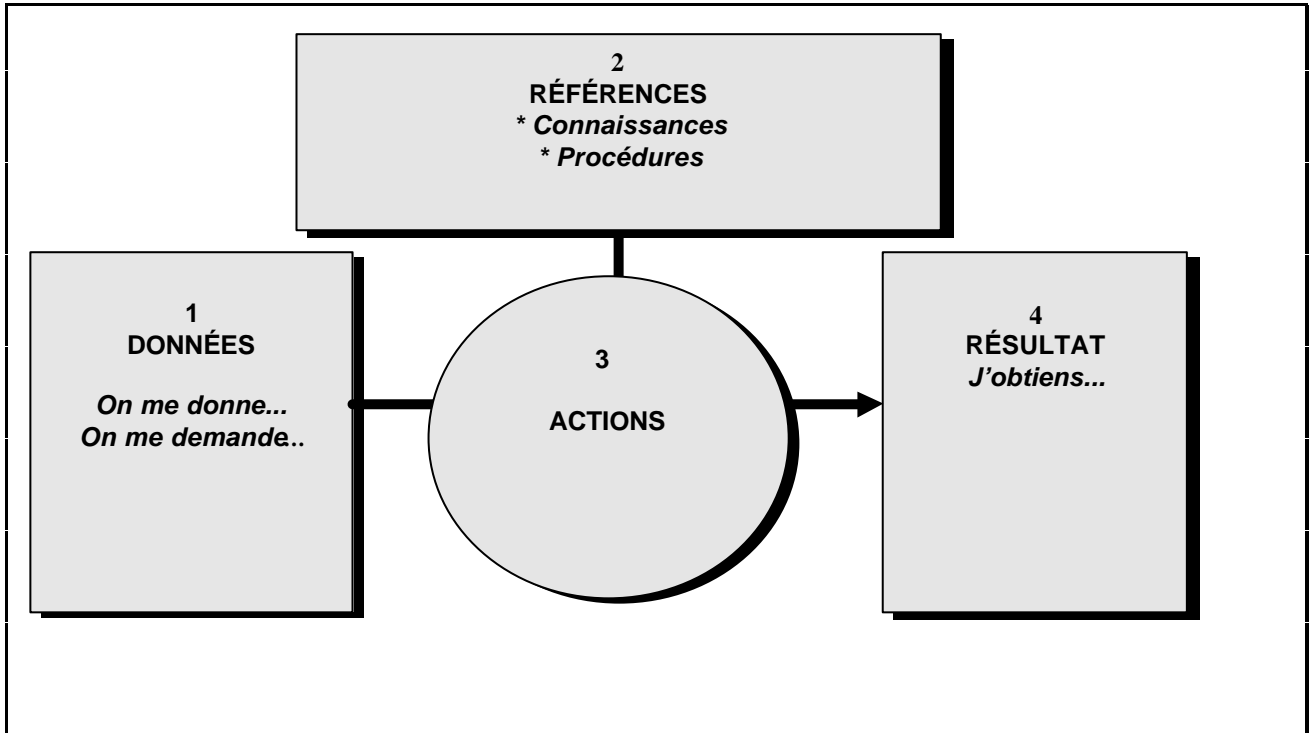 2
RÉFÉRENCES
* Connaissances
* Procédures
1
DONNÉES
On me donne...
On me demande...
3
ACTIONS
4
RÉSULTAT
J'obtiens...